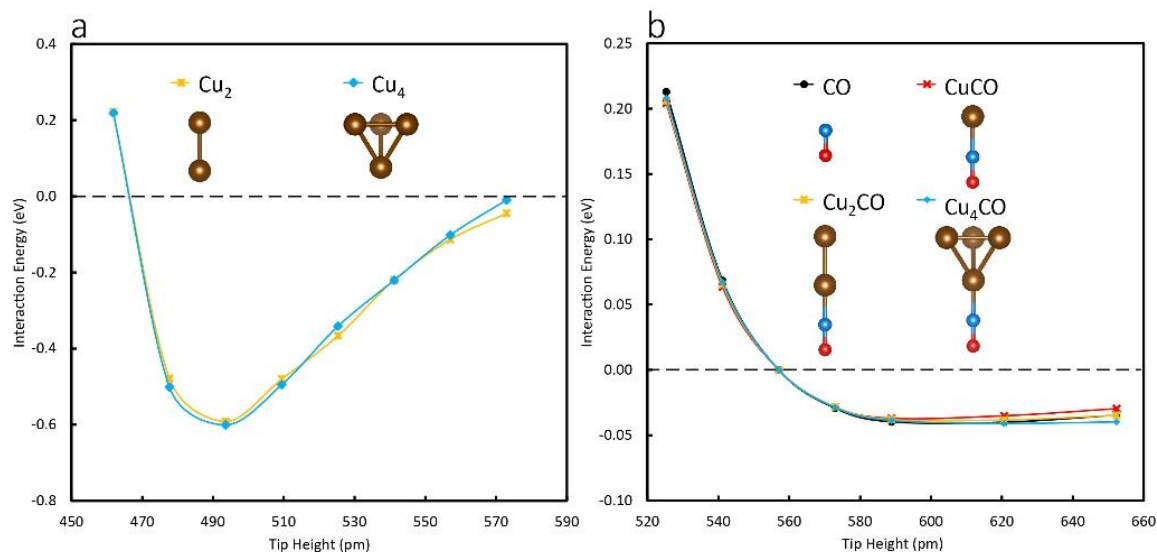 a
Interaction Energy (eV)
0.4
0.2
0.0
-0.2
-0.4
-0.6
-0.8
Cu₂
Cu₄
450 470 490 510 530 550 570 590
Tip Height (pm)
b
Interaction Energy (eV)
0.25
0.20
0.15
0.10
0.05
0.00
-0.05
-0.10
CO
CuCO
Cu₂CO
Cu₄CO
520 540 560 580 600 620 640 660
Tip Height (pm)